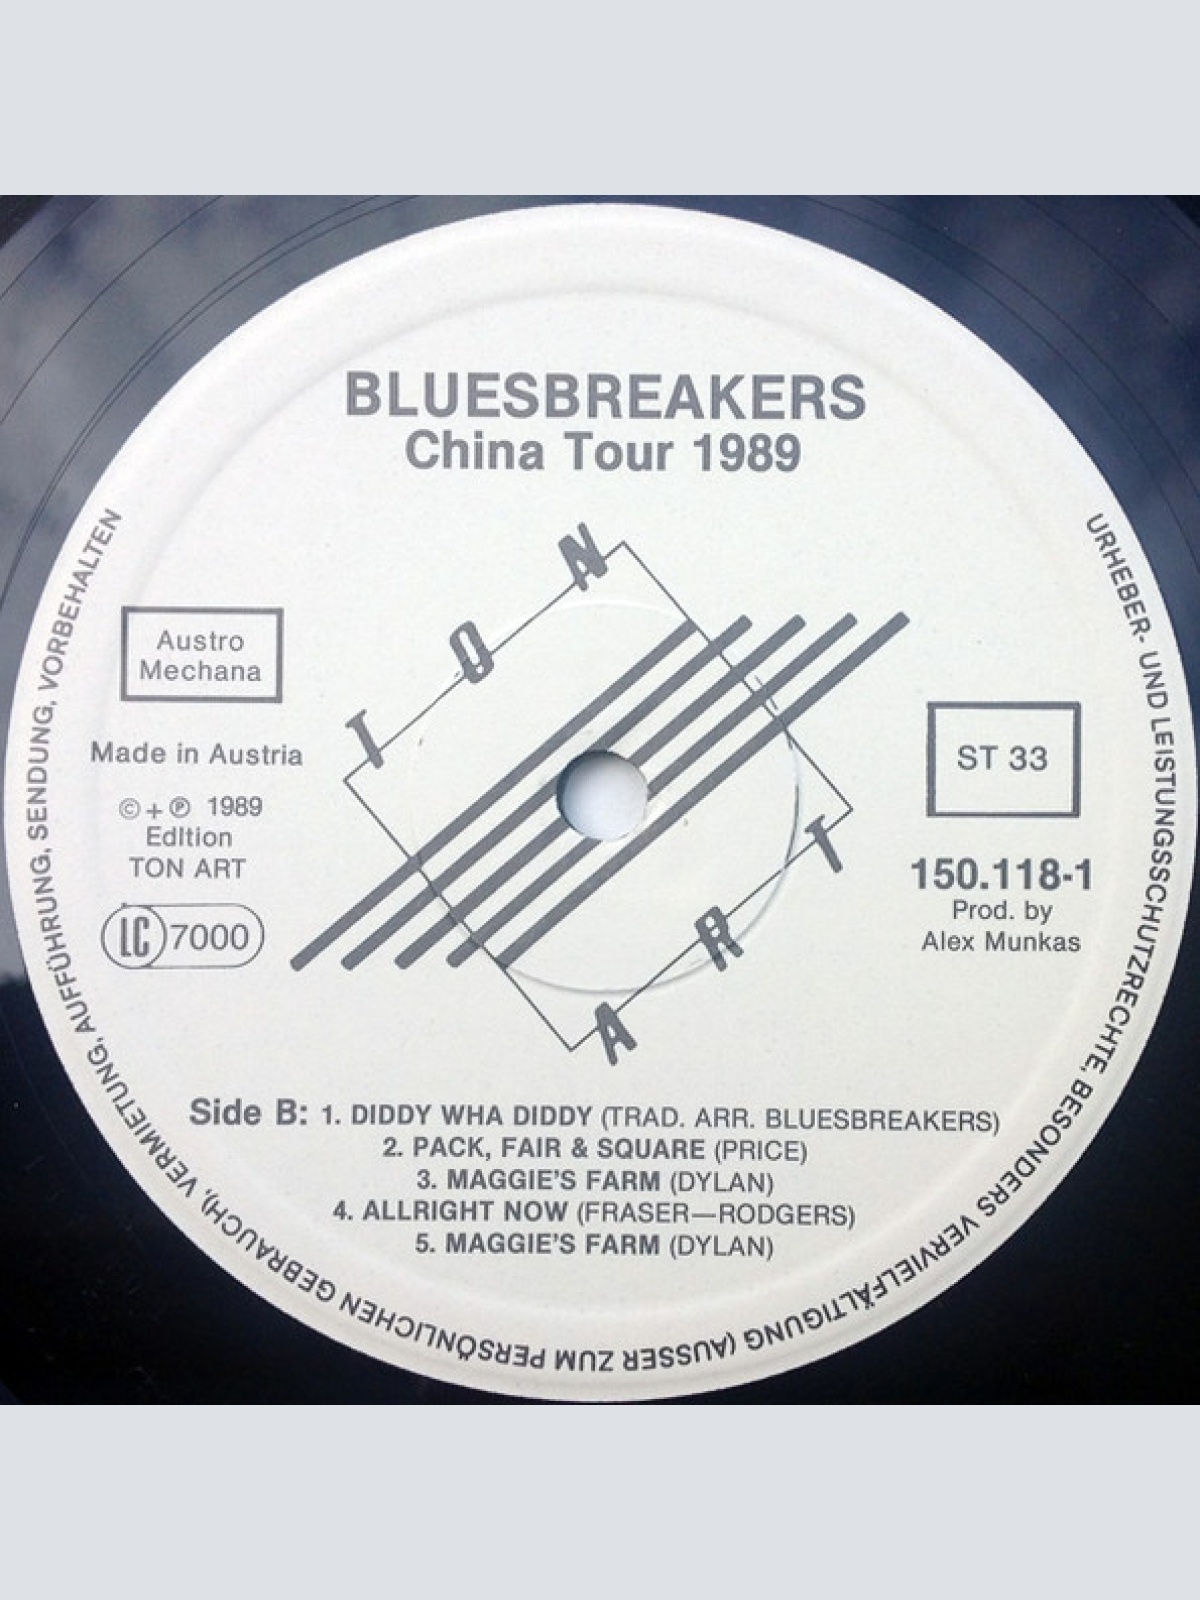 BLUESBREAKERS
China Tour 1989
TON
ART
Austro
Mechana
Made in Austria
© + ℗ 1989
EdItion
TON ART
LC 7000
ST 33
150.118-1
Prod. by
Alex Munkas
Side B: 1. DIDDY WHA DIDDY (TRAD. ARR. BLUESBREAKERS)
2. PACK, FAIR & SQUARE (PRICE)
3. MAGGIE'S FARM (DYLAN)
4. ALLRIGHT NOW (FRASER—RODGERS)
5. MAGGIE'S FARM (DYLAN)
URHEBER- UND LEISTUNGSSCHUTZRECHTE, BESONDERS VERVIELFÄLTIGUNG (AUSSER ZUM PERSÖNLICHEN GEBRAUCH), VERMIETUNG, AUFFÜHRUNG, SENDUNG, VORBEHALTEN